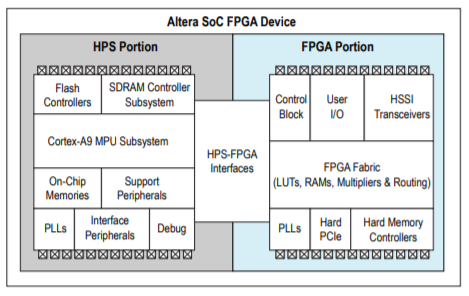 Altera SoC FPGA Device
HPS Portion
FPGA Portion
Flash
Controllers
SDRAM Controller
Subsystem
Cortex-A9 MPU Subsystem
On-Chip
Memories
Support
Peripherals
PLLs
Interface
Peripherals
Debug
HPS-FPGA
Interfaces
Control
Block
User
I/O
HSSI
Transceivers
FPGA Fabric
(LUTs, RAMs, Multipliers & Routing)
PLLs
Hard
PCIe
Hard Memory
Controllers